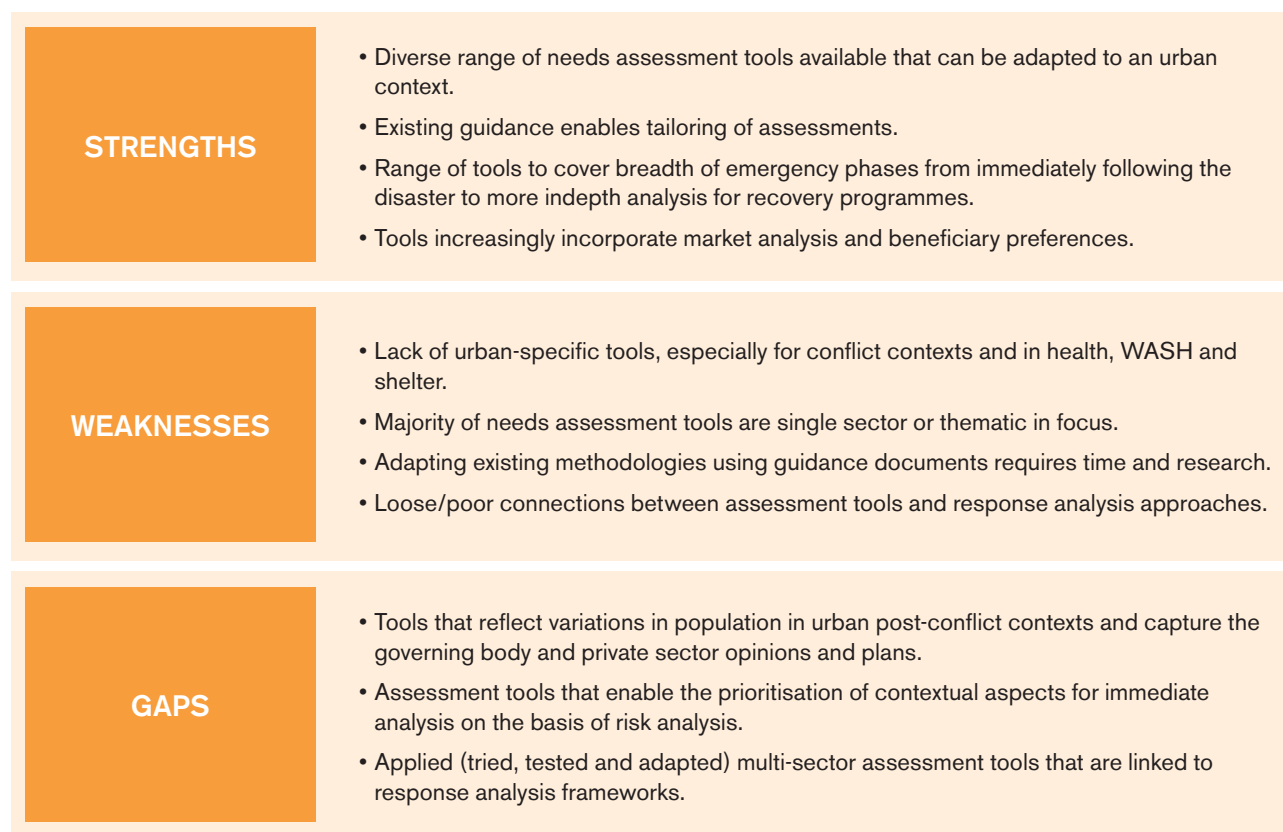 STRENGTHS
• Diverse range of needs assessment tools available that can be adapted to an urban
context.
• Existing guidance enables tailoring of assessments.
• Range of tools to cover breadth of emergency phases from immediately following the
disaster to more indepth analysis for recovery programmes.
• Tools increasingly incorporate market analysis and beneficiary preferences.
WEAKNESSES
• Lack of urban-specific tools, especially for conflict contexts and in health, WASH and
shelter.
• Majority of needs assessment tools are single sector or thematic in focus.
• Adapting existing methodologies using guidance documents requires time and research.
• Loose/poor connections between assessment tools and response analysis approaches.
GAPS
• Tools that reflect variations in population in urban post-conflict contexts and capture the
governing body and private sector opinions and plans.
• Assessment tools that enable the prioritisation of contextual aspects for immediate
analysis on the basis of risk analysis.
• Applied (tried, tested and adapted) multi-sector assessment tools that are linked to
response analysis frameworks.